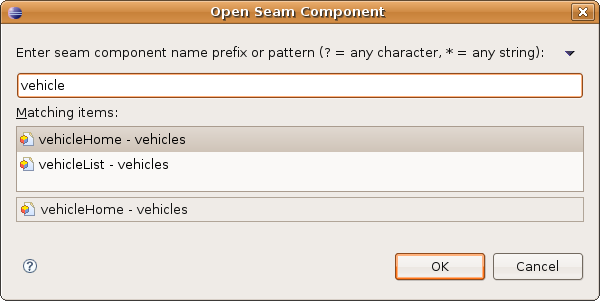 Open Seam Component
Enter seam component name prefix or pattern (? = any character, * = any string):
vehicle
Matching items:
vehicleHome - vehicles
vehicleList - vehicles
vehicleHome - vehicles
?
OK Cancel